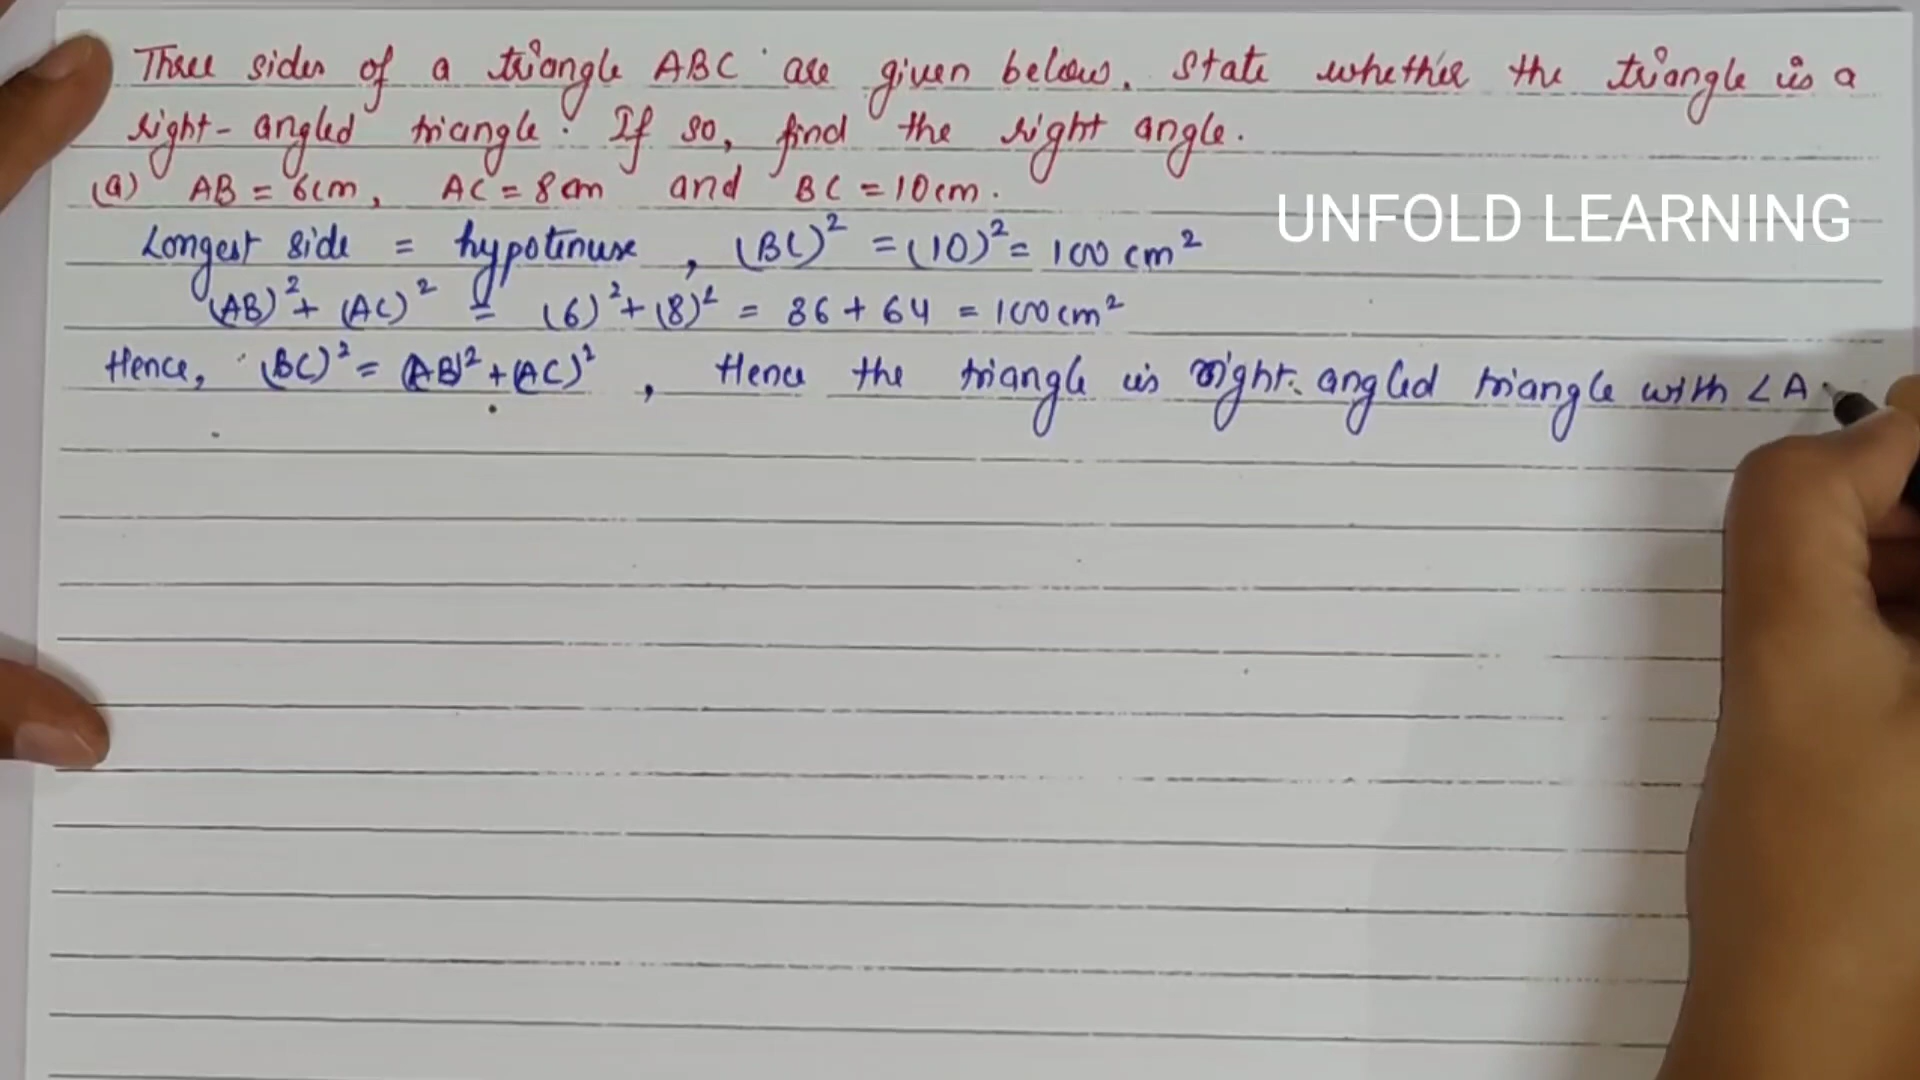 Three sides of a triangle ABC are given below. State whether the triangle is a
right-angled triangle. If so, find the right angle.
(a) AB = 6cm, AC = 8cm and BC = 10cm.
UNFOLD LEARNING
Longest side = hypotenuse, (BC)² = (10)² = 100 cm²
(AB)² + (AC)² = (6)² + (8)² = 36 + 64 = 100cm²
Hence, (BC)² = (AB)² + (AC)², Hence the triangle is right-angled triangle with ∠A